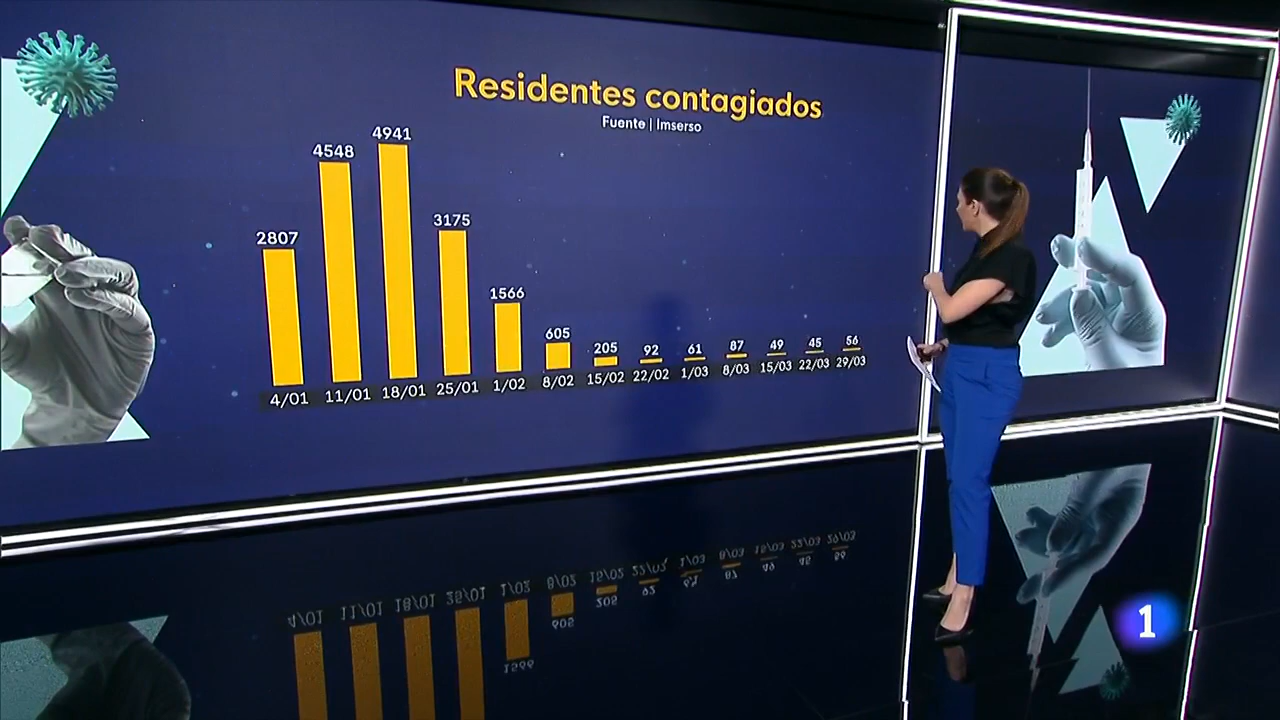 Residentes contagiados
Fuente | Imserso
2807 4548 4941 3175 1566 605 205 92 61 87 49 45 56
4/01 11/01 18/01 25/01 1/02 8/02 15/02 22/02 1/03 8/03 15/03 22/03 29/03
1